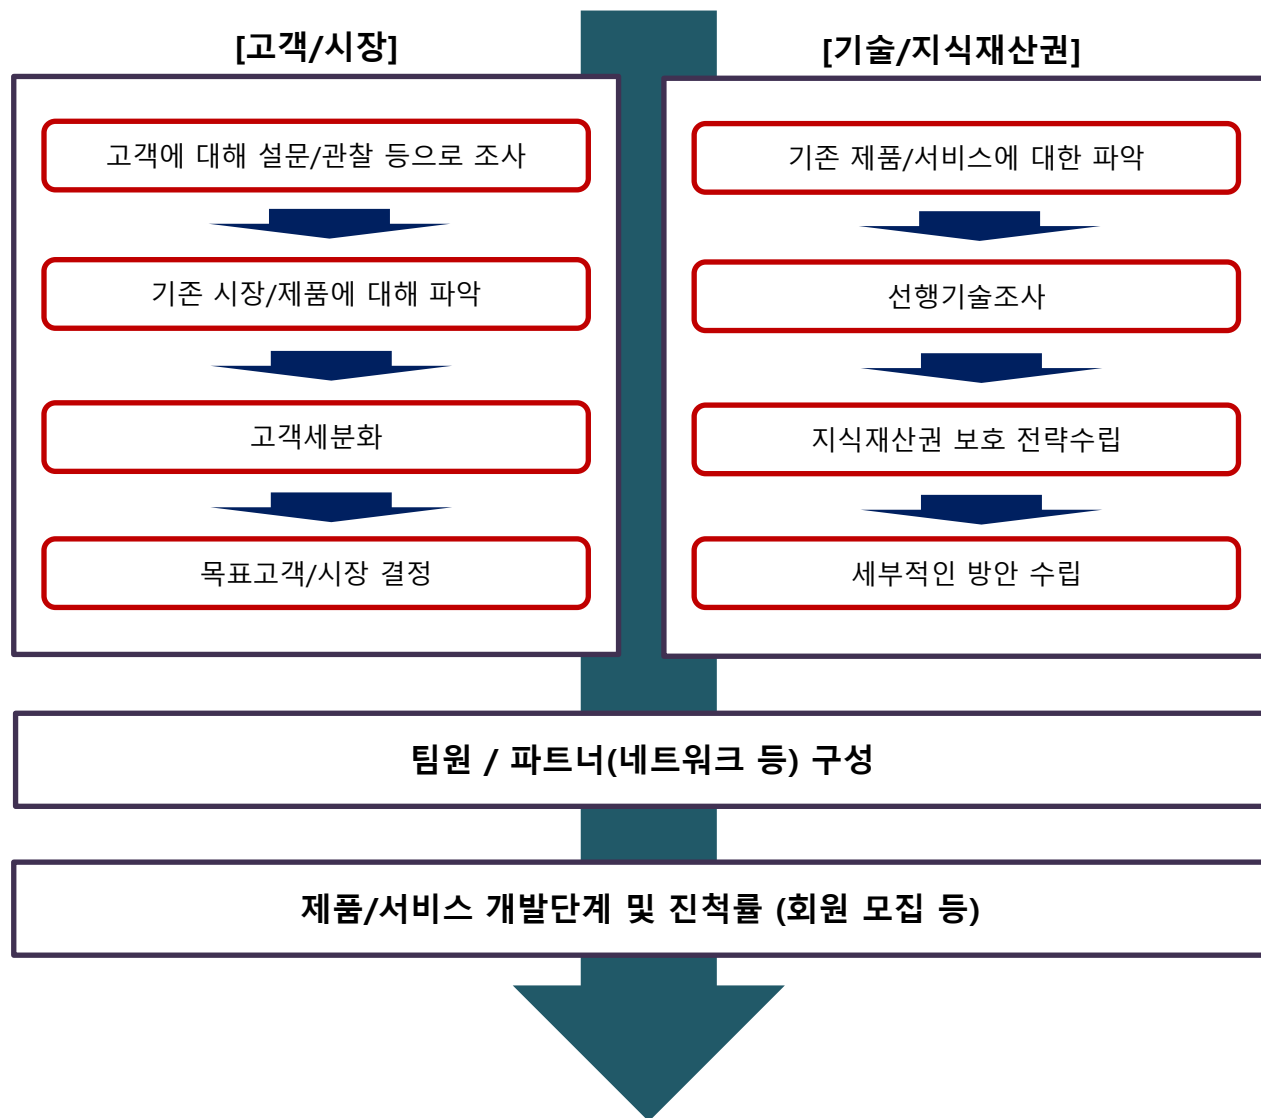 [고객/시장]
고객에 대해 설문/관찰 등으로 조사
기존 시장/제품에 대해 파악
고객세분화
목표고객/시장 결정
[기술/지식재산권]
기존 제품/서비스에 대한 파악
선행기술조사
지식재산권 보호 전략수립
세부적인 방안 수립
팀원 / 파트너(네트워크 등) 구성
제품/서비스 개발단계 및 진척률 (회원 모집 등)